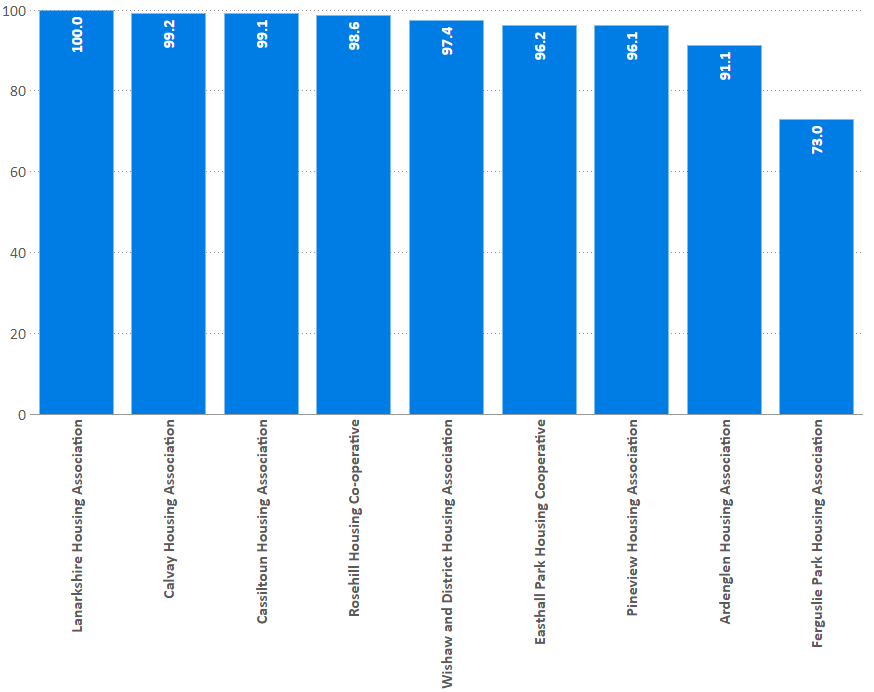 100
80
60
40
20
0
100.0
99.2
99.1
98.6
97.4
96.2
96.1
91.1
73.0
Lanarkshire Housing Association
Calvay Housing Association
Cassiltoun Housing Association
Rosehill Housing Co-operative
Wishaw and District Housing Association
Easthall Park Housing Cooperative
Pineview Housing Association
Ardenglen Housing Association
Ferguslie Park Housing Association